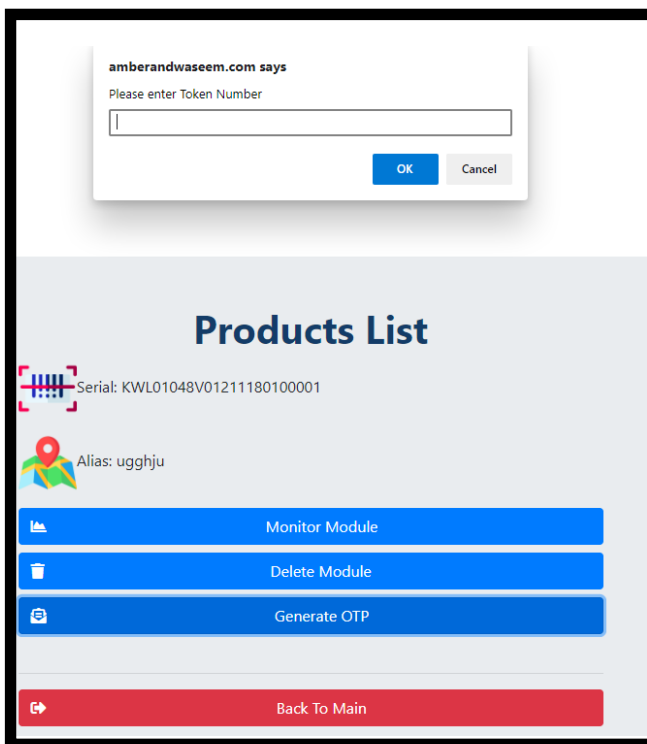 amberandwaseem.com says
Please enter Token Number
OK
Cancel
Products List
Serial: KWL01048V01211180100001
Alias: ugghju
Monitor Module
Delete Module
Generate OTP
Back To Main